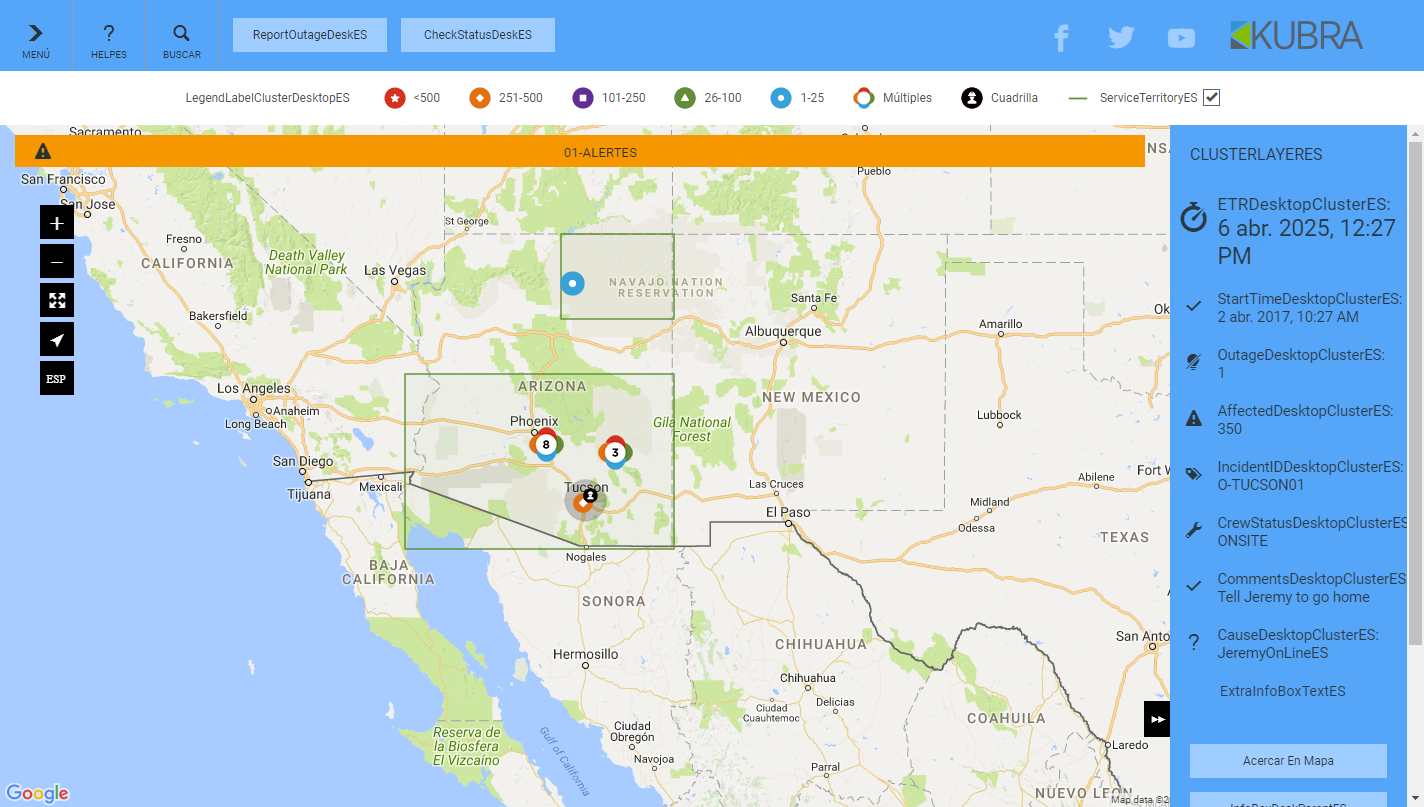 MENÚ
HELPES
BUSCAR
ReportOutageDeskES
CheckStatusDeskES
KUBRA
LegendLabelClusterDesktopES
<500
251-500
101-250
26-100
1-25
Múltiples
Cuadrilla
ServiceTerritoryES
01-ALERTES
Sacramento
San Francisco
San Jose
Fresno
CALIFORNIA
Death Valley
National Park
Las Vegas
St George
Bakersfield
Los Angeles
Anaheim
Long Beach
San Diego
Tijuana
Mexicali
ESP
Pueblo
NAVAJO NATION
RESERVATION
Santa Fe
Albuquerque
Amarillo
ARIZONA
NEW MEXICO
Phoenix
8
3
Gila National
Forest
Tucson
Nogales
Lubbock
Las Cruces
El Paso
Abilene
Midland
Odessa
Fort W
TEXAS
BAJA
CALIFORNIA
SONORA
Hermosillo
CHIHUAHUA
Chihuahua
Ciudad
Cuauhtemoc
Delicias
San Anto
COAHUILA
Laredo
Reserva de
la Biosfera
El Vizcaíno
Gulf of California
Ciudad
Obregón
Navojoa
Parral
NUEVO LEON
Google
Map data ©20
CLUSTERLAYERES
ETRDesktopClusterES:
6 abr. 2025, 12:27
PM
StartTimeDesktopClusterES:
2 abr. 2017, 10:27 AM
OutageDesktopClusterES:
1
AffectedDesktopClusterES:
350
IncidentIDDesktopClusterES:
O-TUCSON01
CrewStatusDesktopClusterES
ONSITE
CommentsDesktopClusterES
Tell Jeremy to go home
CauseDesktopClusterES:
JeremyOnLineES
ExtraInfoBoxTextES
Acercar En Mapa
InfoBoxDeskParentES